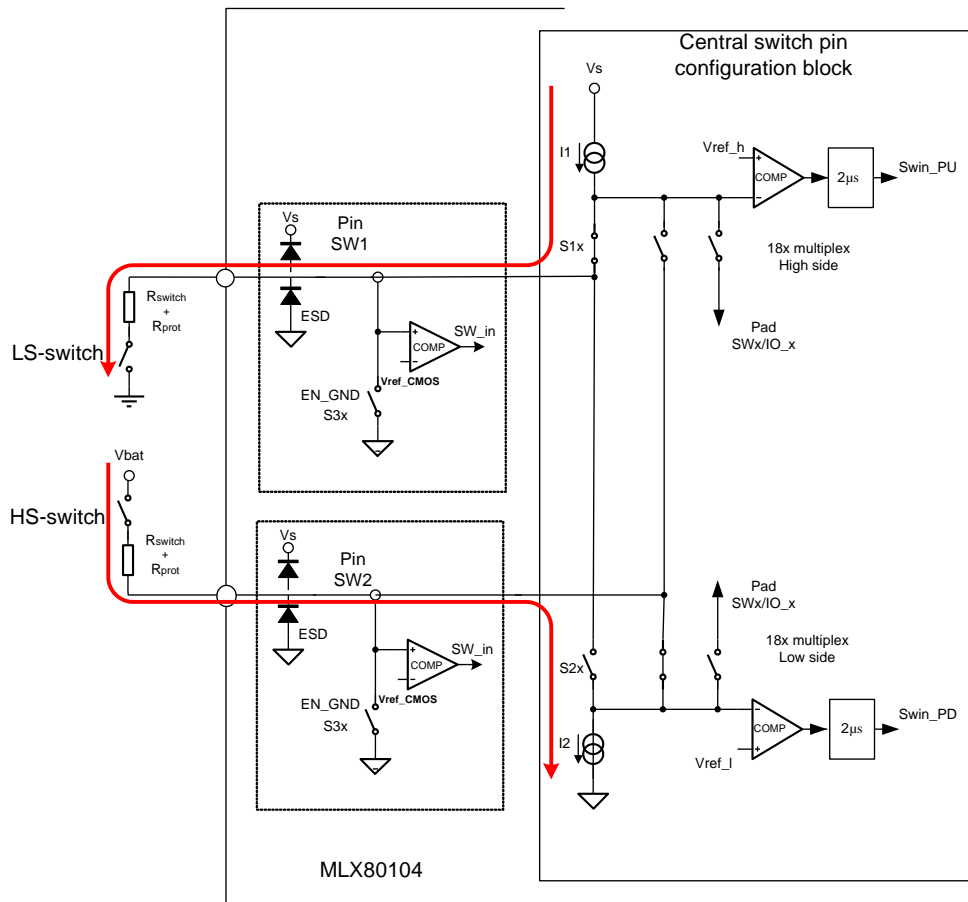 Central switch pin
configuration block
Vs
I1
Vref_h
COMP
2µs
Swin_PU
S1x
18x multiplex
High side
Pad
SWx/IO_x
Vs
Pin
SW1
ESD
COMP
SW_in
Vref_CMOS
EN_GND
S3x
Rswitch
+
Rprot
LS-switch
Vbat
HS-switch
Rswitch
+
Rprot
Vs
Pin
SW2
ESD
COMP
SW_in
Vref_CMOS
EN_GND
S3x
Pad
SWx/IO_x
18x multiplex
Low side
S2x
I2
COMP
Vref_l
2µs
Swin_PD
MLX80104